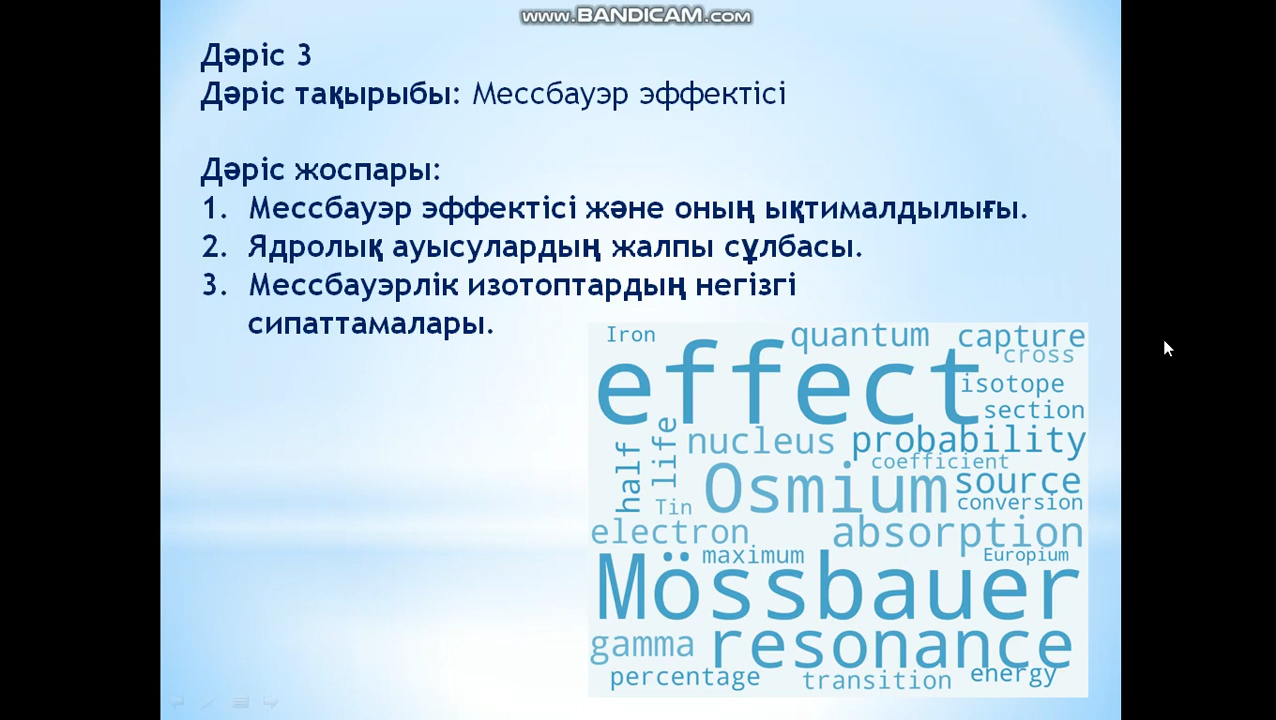 www.BANDICAM.com
Дәріс 3
Дәріс тақырыбы: Мессбауэр эффектісі
Дәріс жоспары:
1. Мессбауэр эффектісі және оның ықтималдылығы.
2. Ядролық ауысулардың жалпы сұлбасы.
3. Мессбауэрлік изотоптардың негізгі
сипаттамалары.
Iron
quantum
capture
cross
effect
isotope
section
half
life
nucleus
probability
coefficient
Osmium
source
Tin
conversion
electron
absorption
maximum
Europium
Mössbauer
gamma
resonance
percentage
transition
energy